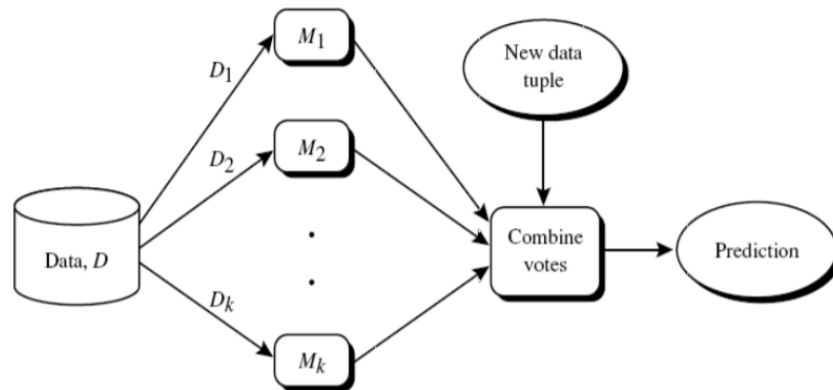 M1
New data
tuple
D1
D2
M2
Data, D
Combine
votes
Prediction
Dk
Mk